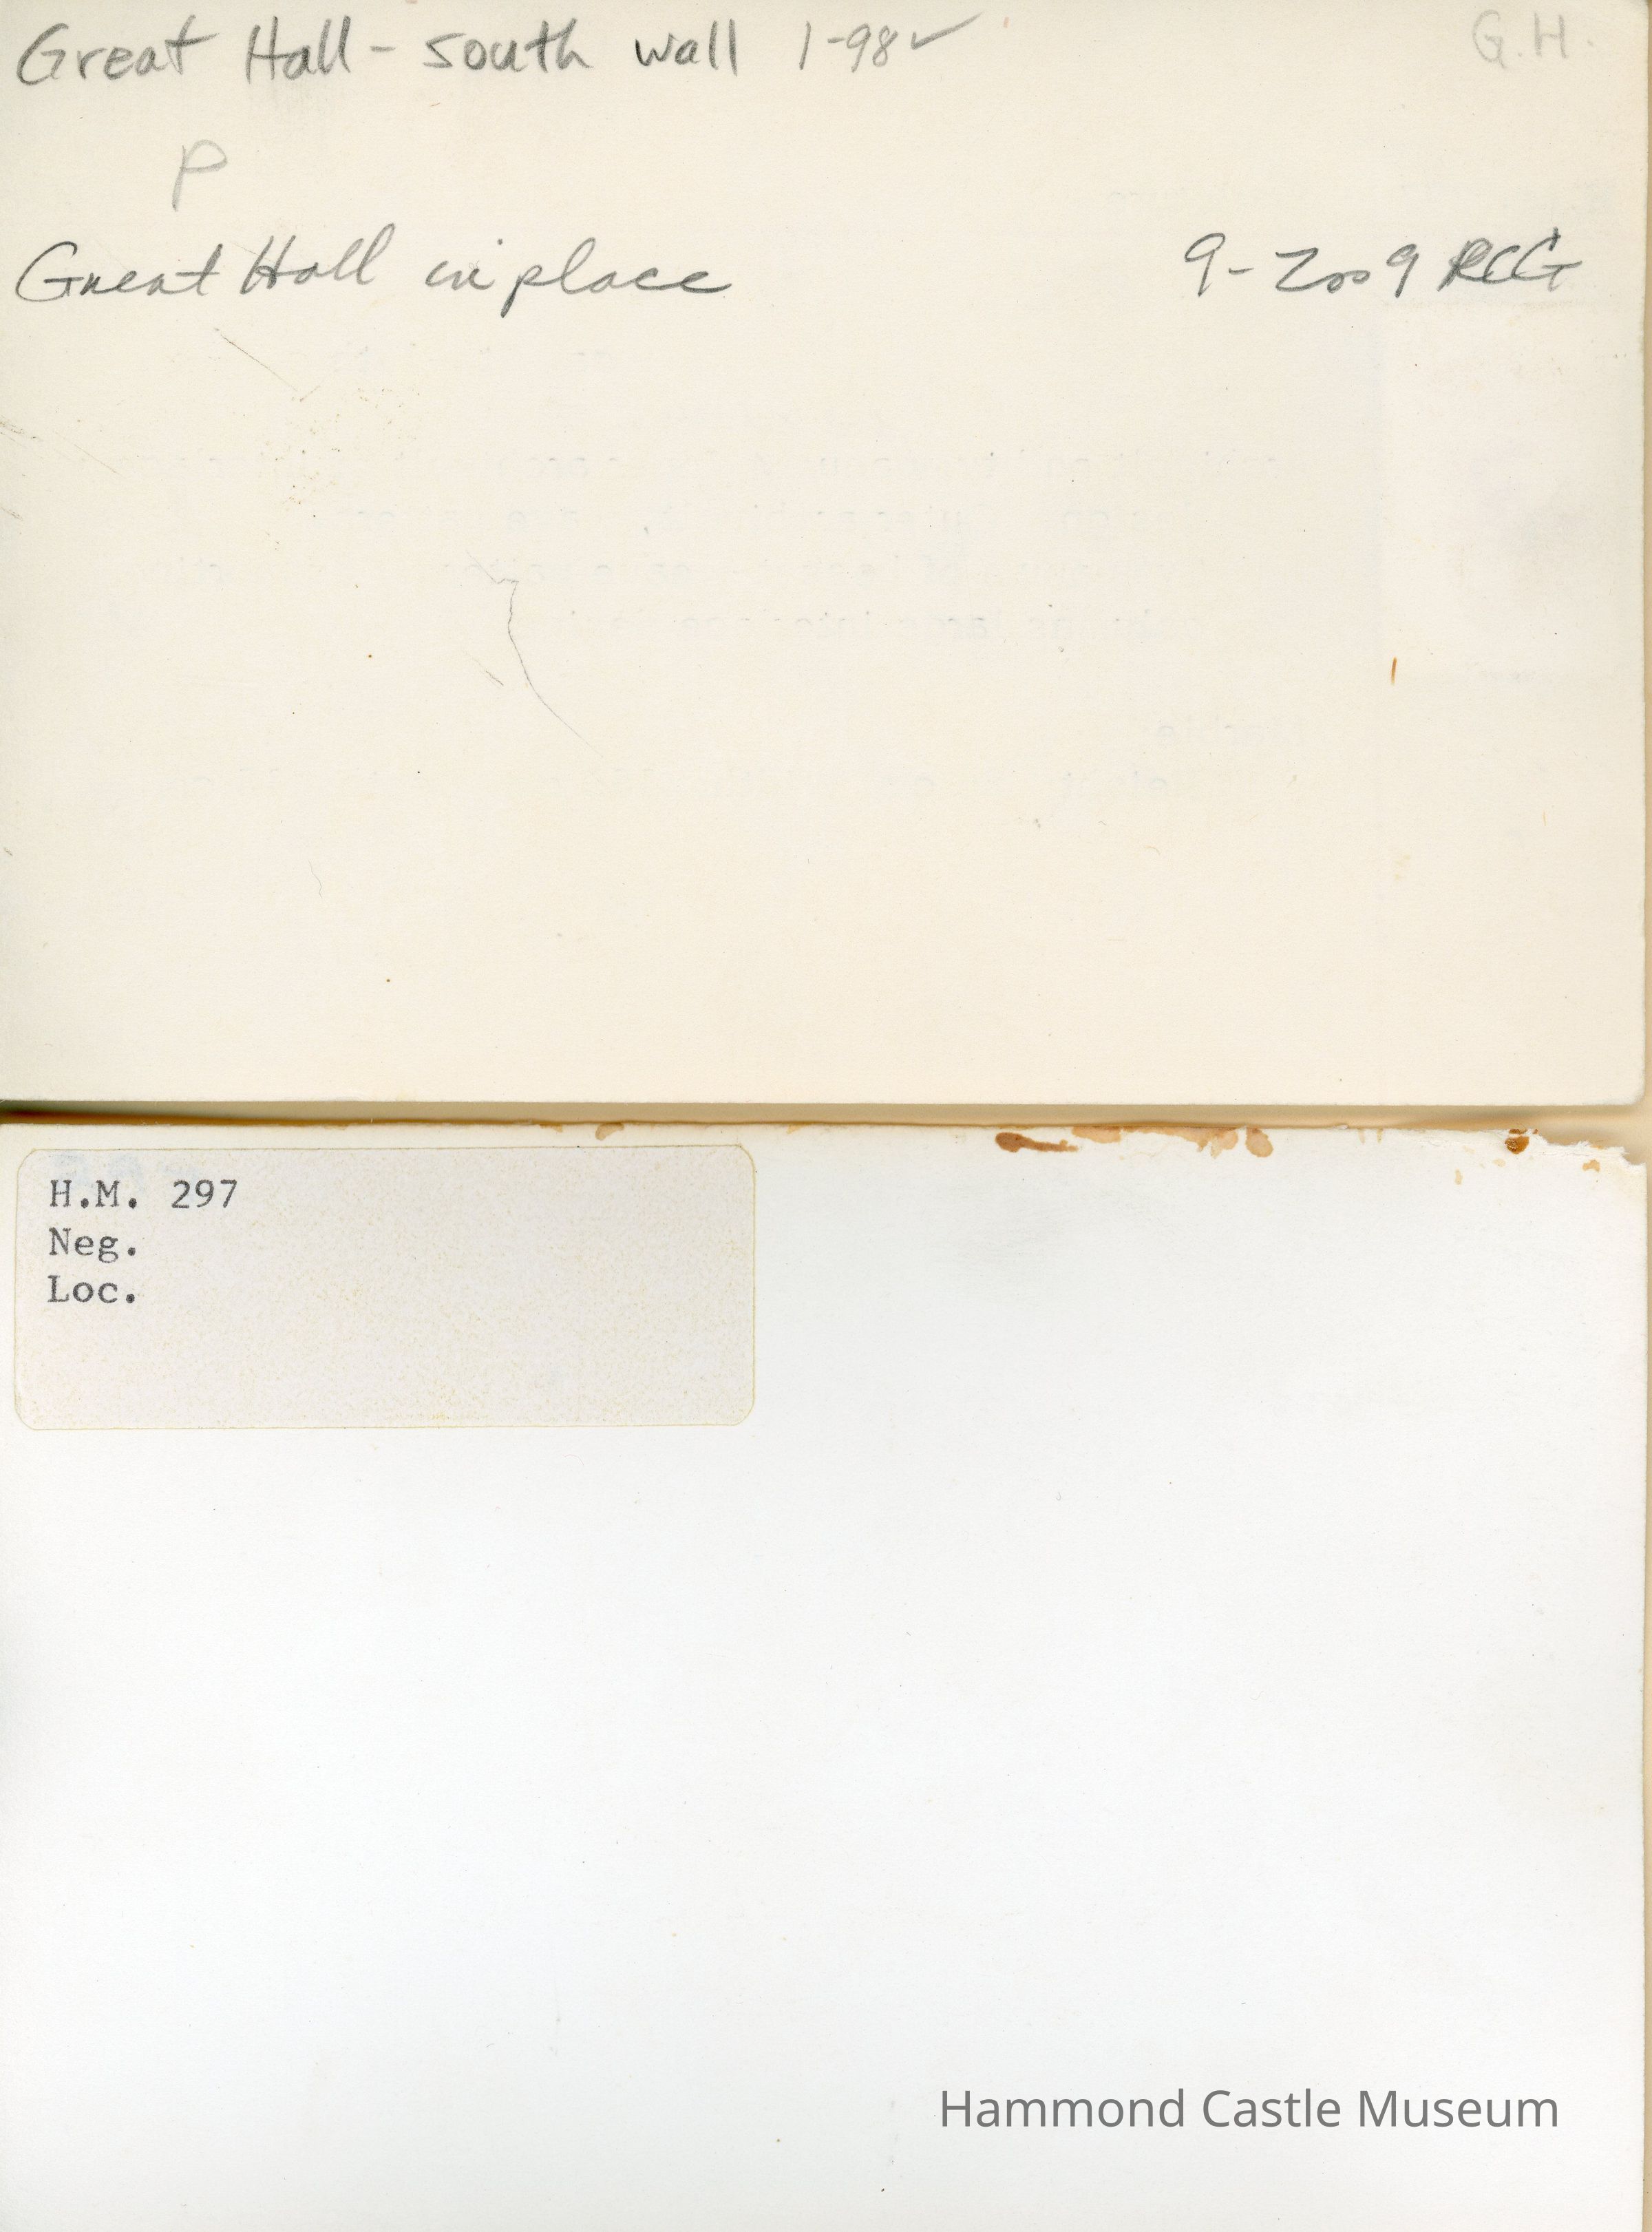 Great Hall - south wall 1-98✓ G.H.
P
Great Hall in place 9-2009 RCG
H.M. 297
Neg.
Loc.
Hammond Castle Museum